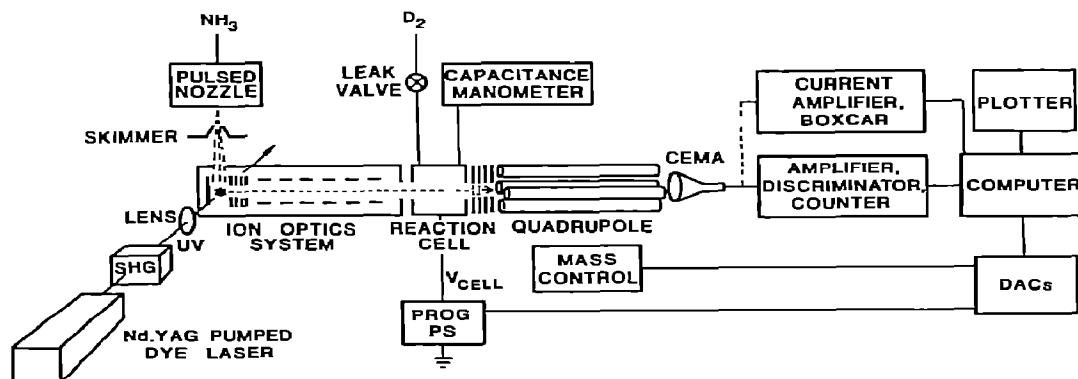 NH3
D2
PULSED
NOZZLE
LEAK
VALVE
CAPACITANCE
MANOMETER
CURRENT
AMPLIFIER,
BOXCAR
PLOTTER
SKIMMER
CEMA
AMPLIFIER,
DISCRIMINATOR,
COUNTER
COMPUTER
LENS
UV
ION OPTICS
SYSTEM
REACTION
CELL
QUADRUPOLE
SHG
MASS
CONTROL
DACs
VCELL
PROG
PS
Nd.YAG PUMPED
DYE LASER